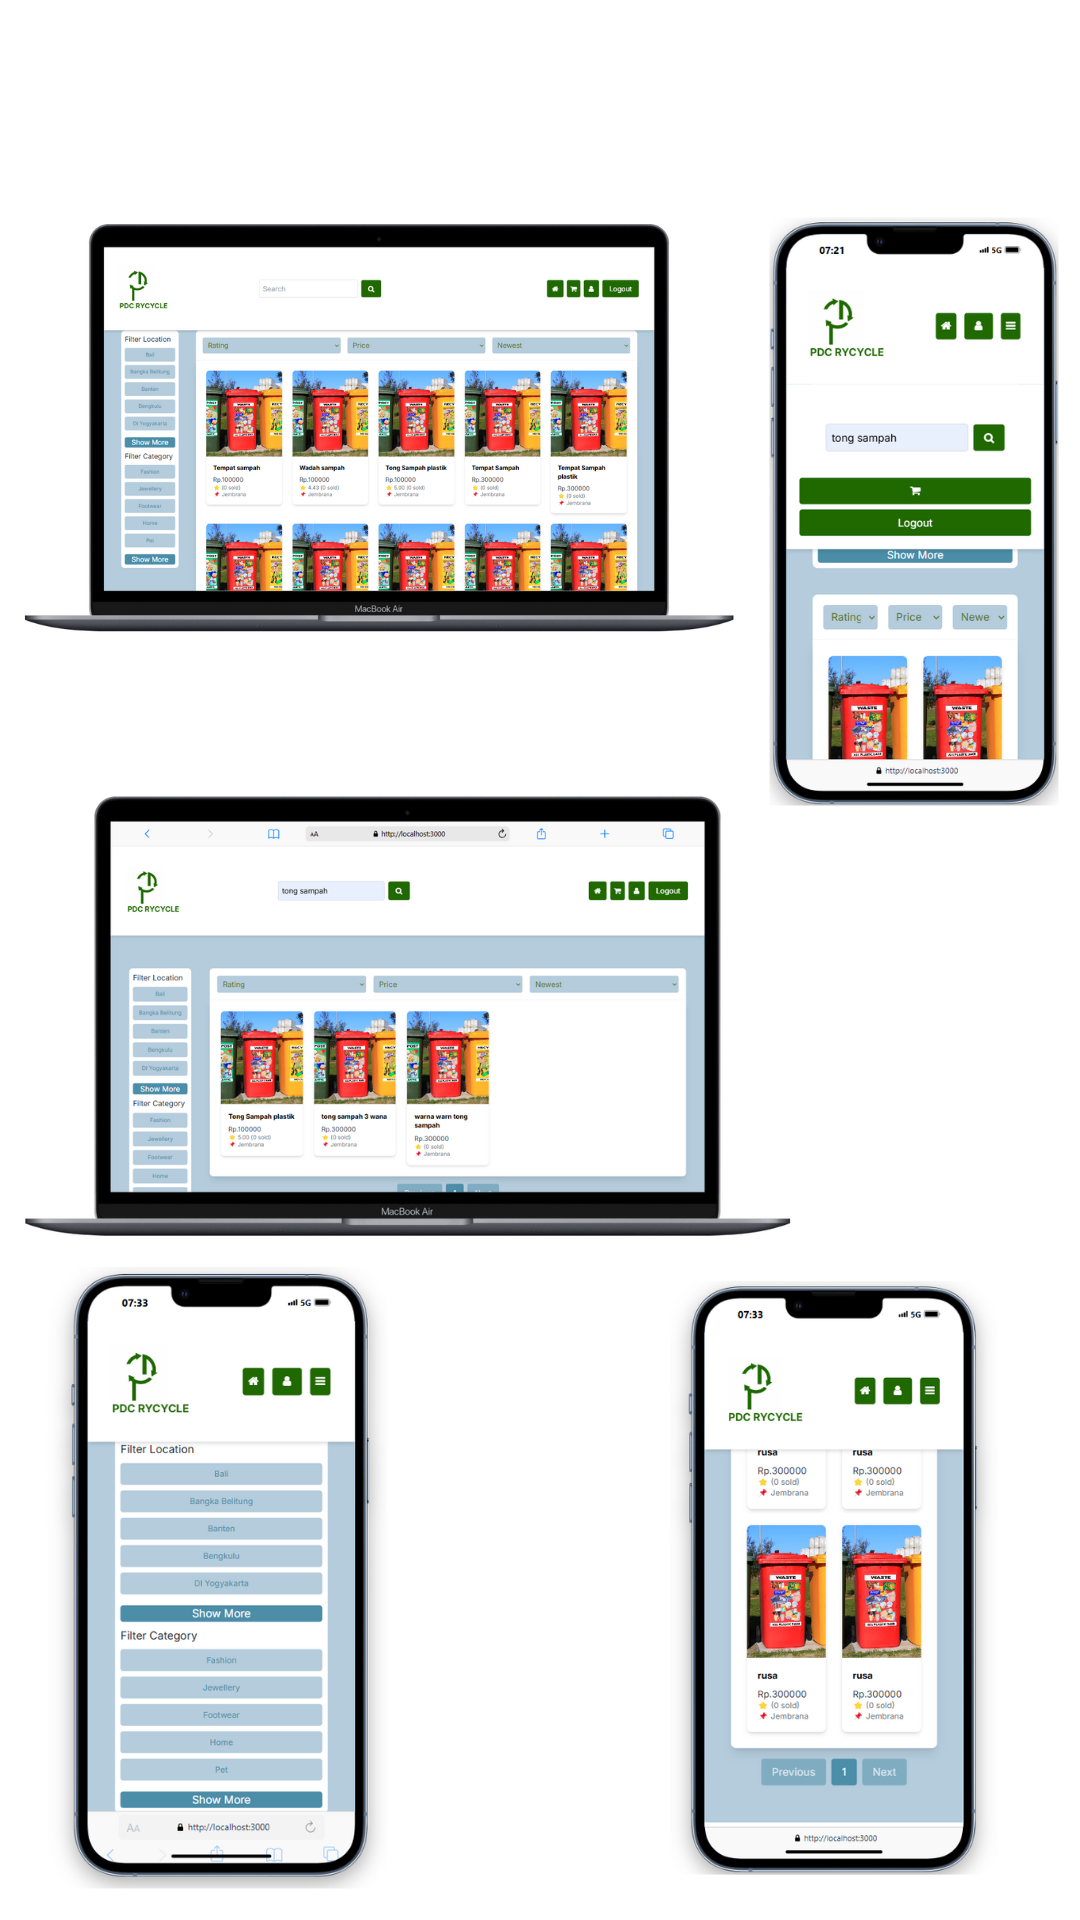 PDC RYCYCLE
Search
Logout
Filter Location
Bali
Bangka Belitung
Banten
Bengkulu
DI Yogyakarta
Show More
Filter Category
Fashion
Jewellery
Footwear
Home
Pet
Show More
Rating
Price
Newest
WASTE
Tempat sampah
Rp.100000
(0 sold)
Jembrana
Wadah sampah
Rp.100000
4.43 (0 sold)
Jembrana
Tong Sampah plastik
Rp.100000
5.00 (0 sold)
Jembrana
Tempat Sampah
Rp.300000
(0 sold)
Jembrana
Tempat Sampah
plastik
Rp.300000
(0 sold)
Jembrana
MacBook Air
07:21
5G
PDC RYCYCLE
tong sampah
Logout
Show More
Rating
Price
Newe
WASTE
WASTE
http://localhost:3000
AA
http://localhost:3000
PDC RYCYCLE
tong sampah
Logout
Filter Location
Bali
Bangka Belitung
Banten
Bengkulu
DI Yogyakarta
Show More
Filter Category
Fashion
Jewellery
Footwear
Home
Rating
Price
Newest
WASTE
WASTE
WASTE
Tong Sampah plastik
Rp.100000
5.00 (0 sold)
Jembrana
tong sampah 3 wana
Rp.300000
(0 sold)
Jembrana
warna warn tong
sampah
Rp.300000
(0 sold)
Jembrana
MacBook Air
07:33
5G
PDC RYCYCLE
Filter Location
Bali
Bangka Belitung
Banten
Bengkulu
DI Yogyakarta
Show More
Filter Category
Fashion
Jewellery
Footwear
Home
Pet
Show More
AA
http://localhost:3000
07:33
5G
PDC RYCYCLE
rusa
Rp.300000
(0 sold)
Jembrana
rusa
Rp.300000
(0 sold)
Jembrana
WASTE
WASTE
rusa
Rp.300000
(0 sold)
Jembrana
rusa
Rp.300000
(0 sold)
Jembrana
Previous
1
Next
http://localhost:3000